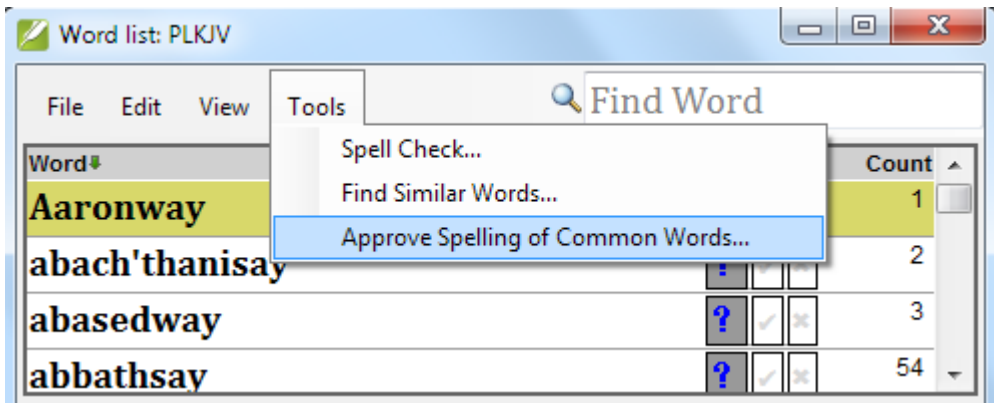 Word list: PLKJV
File Edit View Tools Find Word
Spell Check...
Find Similar Words...
Approve Spelling of Common Words...
Word Count
Aaronway 1
abach'thanisay ? 2
abasedway ? 3
abbathsay ? 54